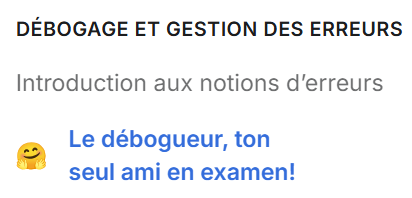 DÉBOGAGE ET GESTION DES ERREURS
Introduction aux notions d’erreurs
Le débogueur, ton
seul ami en examen!